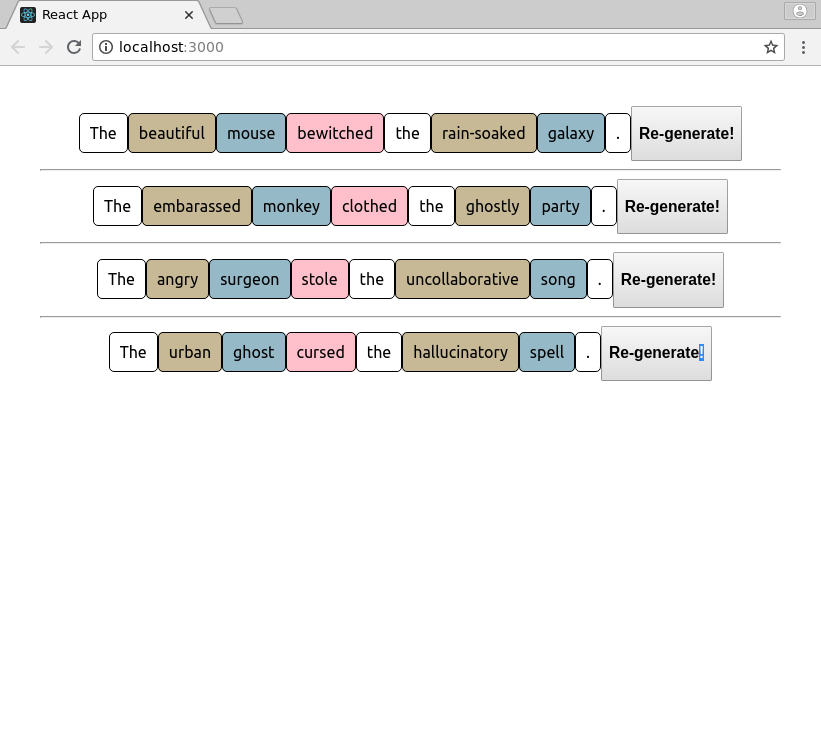 React App
localhost:3000
The beautiful mouse bewitched the rain-soaked galaxy . Re-generate!
The embarassed monkey clothed the ghostly party . Re-generate!
The angry surgeon stole the uncollaborative song . Re-generate!
The urban ghost cursed the hallucinatory spell . Re-generate!